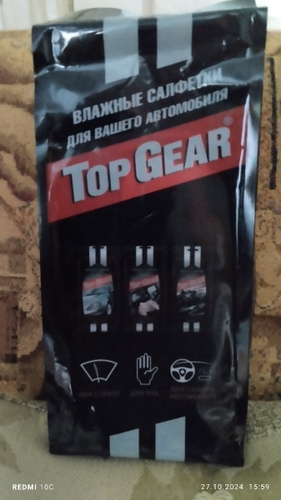 ВЛАЖНЫЕ САЛФЕТКИ
ДЛЯ ВАШЕГО АВТОМОБИЛЯ
TOP GEAR®
REDMI 10C
27.10.2024 15:59